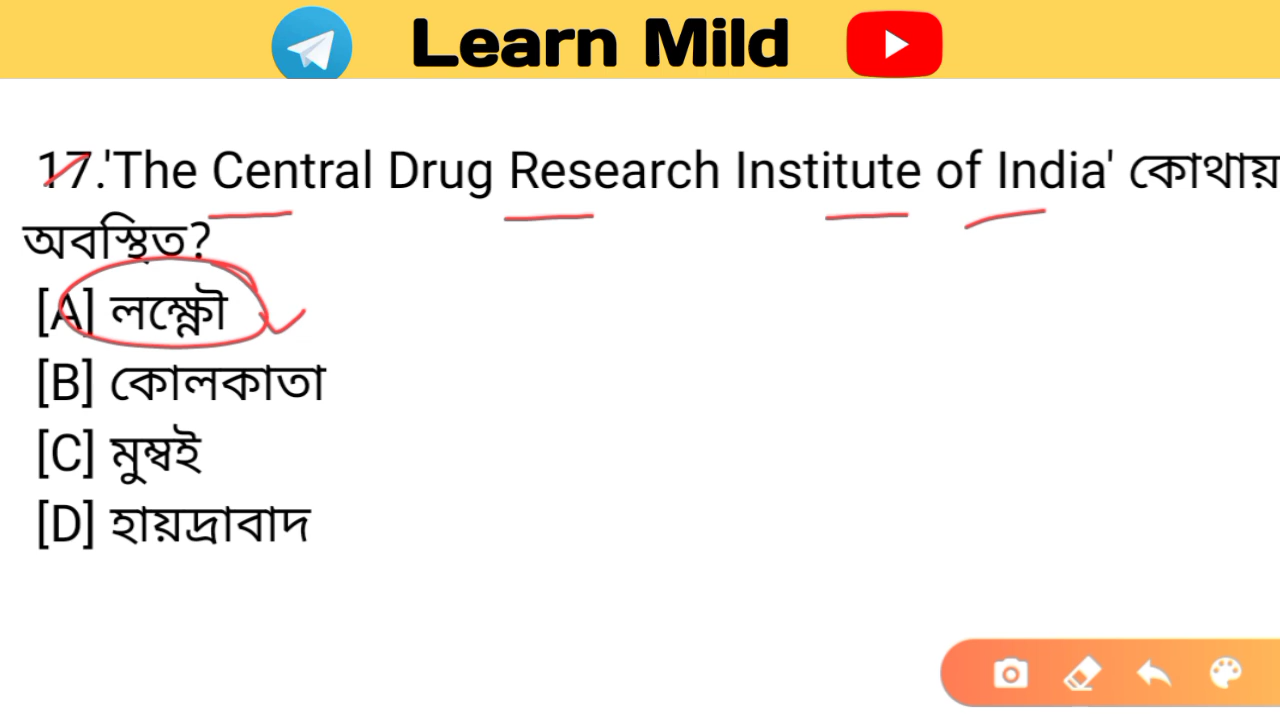 Learn Mild
17.'The Central Drug Research Institute of India' কোথায়
অবস্থিত?
[A] লক্ষ্ণৌ
[B] কোলকাতা
[C] মুম্বই
[D] হায়দ্রাবাদ